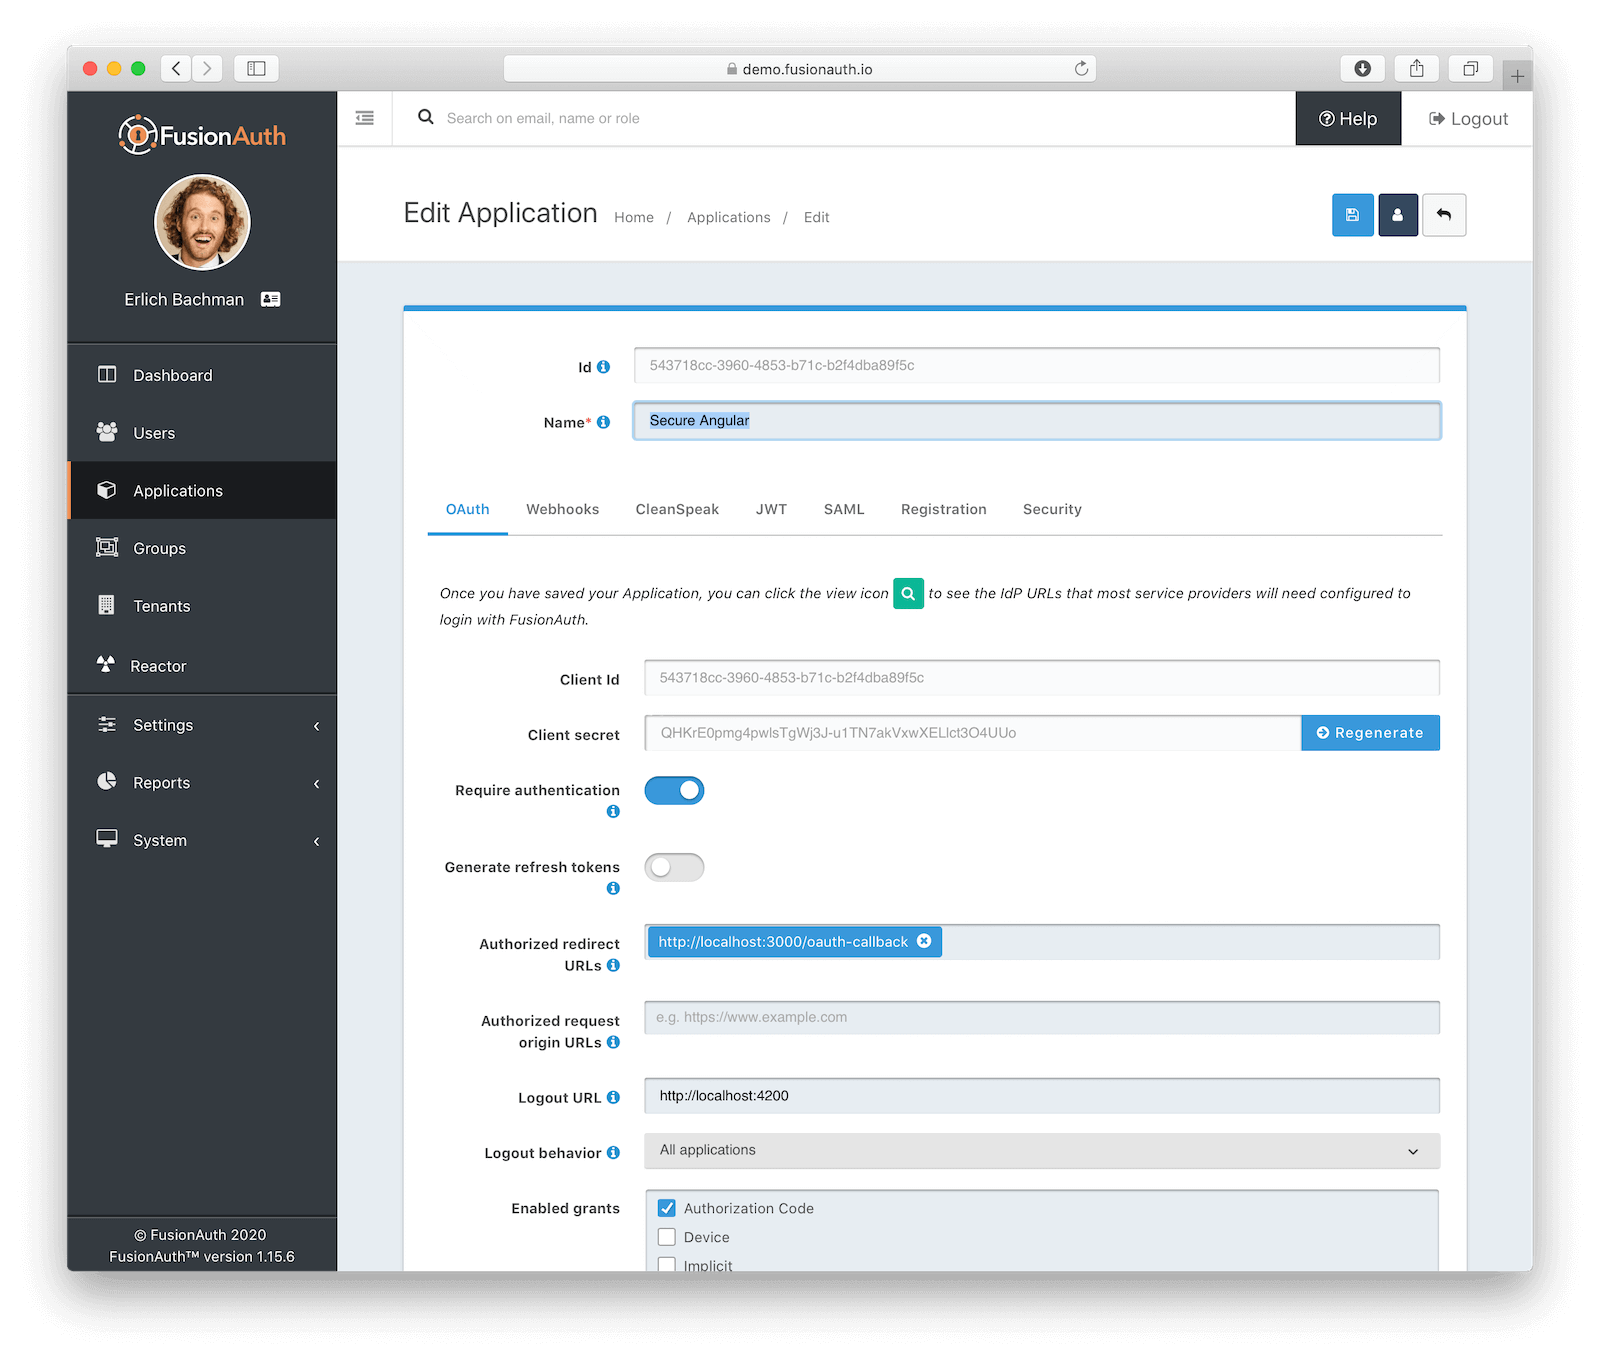 demo.fusionauth.io
FusionAuth
Search on email, name or role
Help
Logout
Erlich Bachman
Edit Application
Home / Applications / Edit
Dashboard
Users
Applications
Groups
Tenants
Reactor
Settings
Reports
System
© FusionAuth 2020
FusionAuth™ version 1.15.6
Id
543718cc-3960-4853-b71c-b2f4dba89f5c
Name*
Secure Angular
OAuth
Webhooks
CleanSpeak
JWT
SAML
Registration
Security
Once you have saved your Application, you can click the view icon to see the IdP URLs that most service providers will need configured to
login with FusionAuth.
Client Id
543718cc-3960-4853-b71c-b2f4dba89f5c
Client secret
QHKrE0pmg4pwlsTgWj3J-u1TN7akVxwXELlct3O4UUo
Regenerate
Require authentication
Generate refresh tokens
Authorized redirect
URLs
http://localhost:3000/oauth-callback
Authorized request
origin URLs
e.g. https://www.example.com
Logout URL
http://localhost:4200
Logout behavior
All applications
Enabled grants
Authorization Code
Device
Implicit